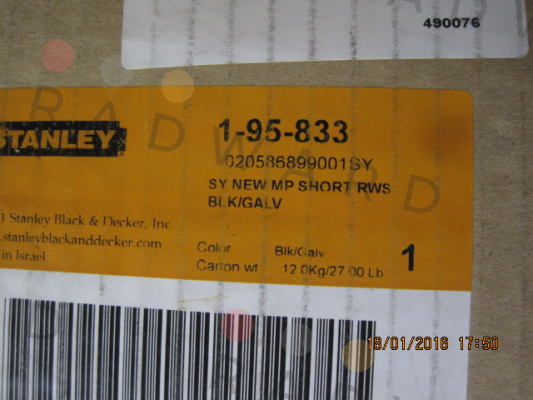 490076
STANLEY
1-95-833
020586899001SY
SY NEW MP SHORT RWS
BLK/GALV
Stanley Black & Decker, Inc
.stanleyblackanddecker.com
in Israel
Color Blk/Galv
Carton wt 12.0Kg/27.00 Lb
1
RADWARD
18/01/2016 17:50